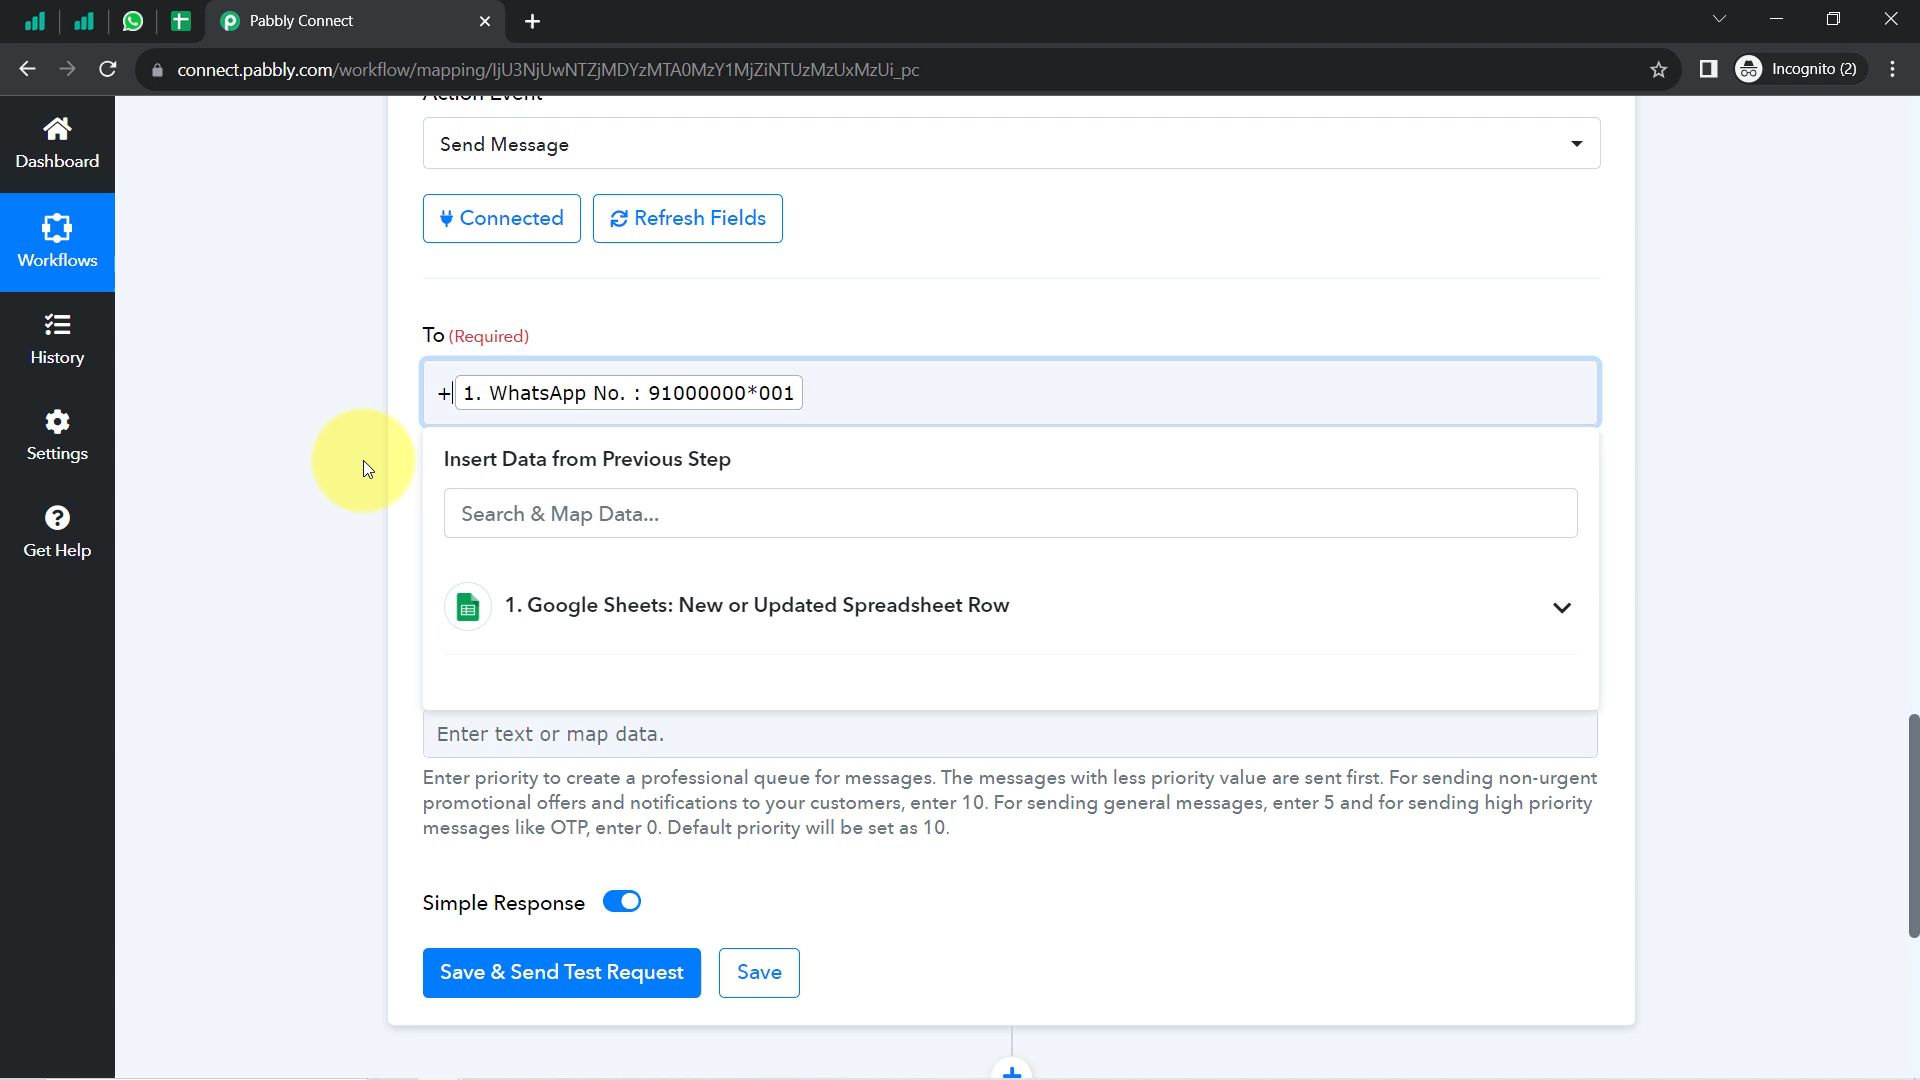 Pabbly Connect
connect.pabbly.com/workflow/mapping/IjU3NjUwNTZjMDYzMTA0MzY1MjZiNTUzMzUxMzUi_pc
Incognito (2)
Dashboard
Workflows
History
Settings
Get Help
Action Event
Send Message
Connected
Refresh Fields
To (Required)
+ 1. WhatsApp No. : 91000000*001
Insert Data from Previous Step
Search & Map Data...
1. Google Sheets: New or Updated Spreadsheet Row
Enter text or map data.
Enter priority to create a professional queue for messages. The messages with less priority value are sent first. For sending non-urgent
promotional offers and notifications to your customers, enter 10. For sending general messages, enter 5 and for sending high priority
messages like OTP, enter 0. Default priority will be set as 10.
Simple Response
Save & Send Test Request
Save